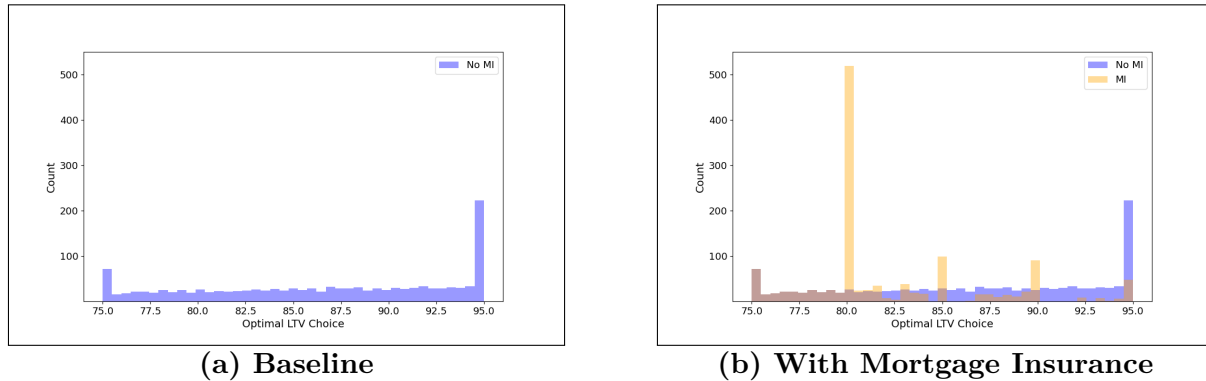 No MI
500
400
300
200
100
Count
75.0 77.5 80.0 82.5 85.0 87.5 90.0 92.5 95.0
Optimal LTV Choice
(a) Baseline
No MI
MI
500
400
300
200
100
Count
75.0 77.5 80.0 82.5 85.0 87.5 90.0 92.5 95.0
Optimal LTV Choice
(b) With Mortgage Insurance